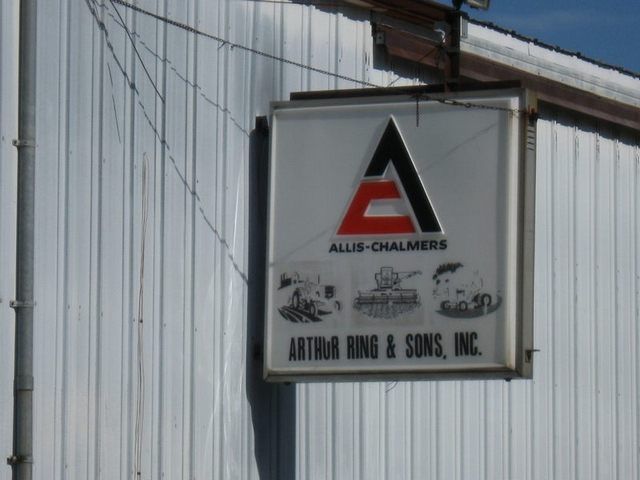 ALLIS-CHALMERS
ARTHUR RING & SONS, INC.